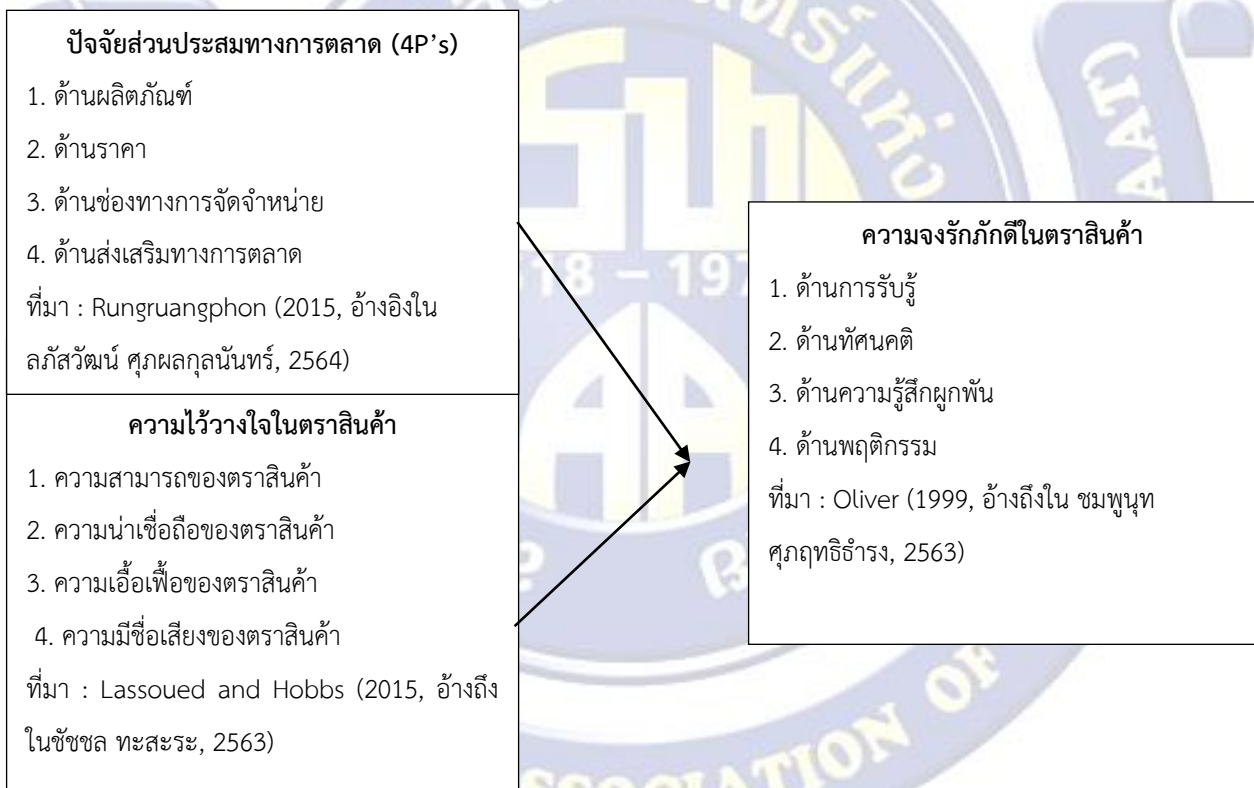 ปัจจัยส่วนประสมทางการตลาด (4P's)
1. ด้านผลิตภัณฑ์
2. ด้านราคา
3. ด้านช่องทางการจัดจำหน่าย
4. ด้านส่งเสริมทางการตลาด
ที่มา : Rungruangphon (2015, อ้างอิงใน
ลภัสวัฒน์ ศุภผลกุลนันทร์, 2564)
ความไว้วางใจในตราสินค้า
1. ความสามารถของตราสินค้า
2. ความน่าเชื่อถือของตราสินค้า
3. ความเอื้อเฟื้อของตราสินค้า
4. ความมีชื่อเสียงของตราสินค้า
ที่มา : Lassoued and Hobbs (2015, อ้างถึง
ในชัชชล ทะสะระ, 2563)
ความจงรักภักดีในตราสินค้า
1. ด้านการรับรู้
2. ด้านทัศนคติ
3. ด้านความรู้สึกผูกพัน
4. ด้านพฤติกรรม
ที่มา : Oliver (1999, อ้างถึงใน ชมพูนุท
ศุภฤทธิธำรง, 2563)
AAT)
ASSOCIATION OF